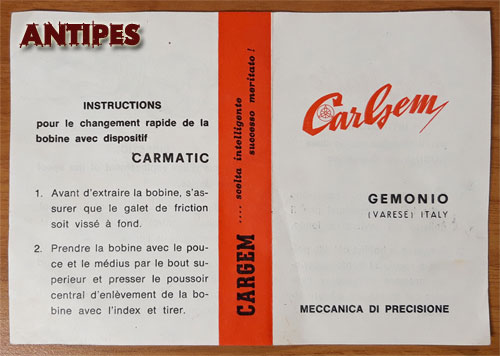 ANTIPES
INSTRUCTIONS
pour le changement rapide de la
bobine avec dispositif
CARMATIC
1. Avant d'extraire la bobine, s'as-
surer que le galet de friction
soit vissé à fond.
2. Prendre la bobine avec le pou-
ce et le médius par le bout su-
perieur et presser le poussoir
central d'enlèvement de la bo-
bine avec l'index et tirer.
CARGEM .... scelta intelligente
successo meritato!
Cargem
GEMONIO
(VARESE) ITALY
MECCANICA DI PRECISIONE